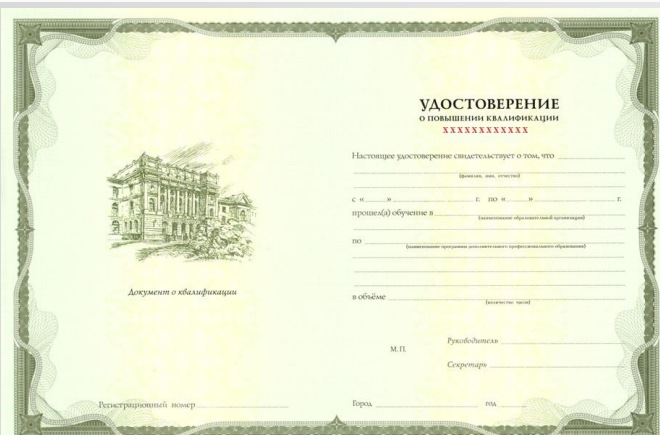 УДОСТОВЕРЕНИЕ
О ПОВЫШЕНИИ КВАЛИФИКАЦИИ
XXXXXXXXXXXX
Настоящее удостоверение свидетельствует о том, что
(фамилия, имя, отчество)
с «    »    г.  по «    »    г.
прошел(а) обучение в
(наименование образовательной организации)
по
(наименование программы дополнительного профессионального образования)
в объёме
(количество часов)
Документ о квалификации
Руководитель
М.П.
Секретарь
Регистрационный номер
Город    год